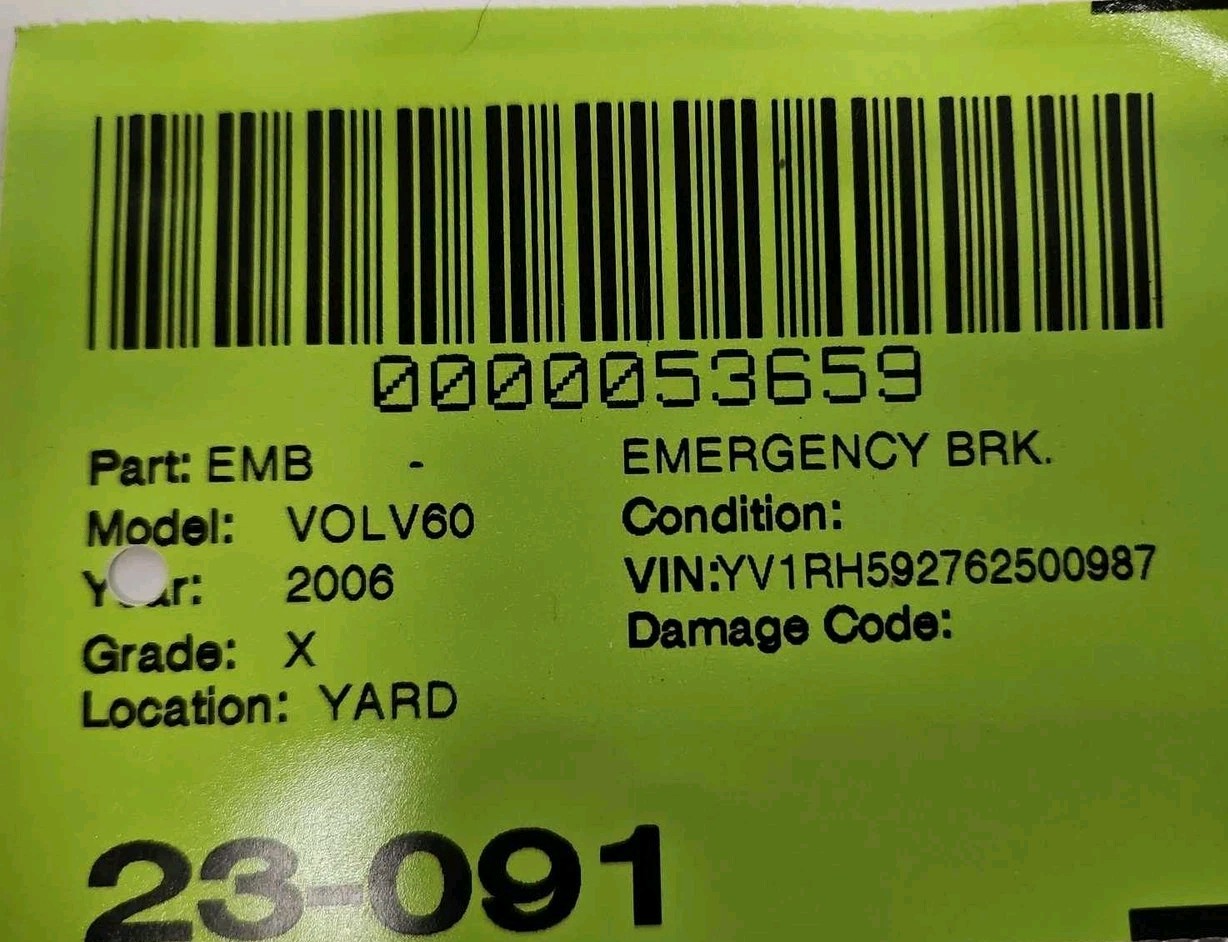 0000053659
Part: EMB - EMERGENCY BRK.
Model: VOLV60 Condition:
Year: 2006 VIN:YV1RH592762500987
Grade: X Damage Code:
Location: YARD
23-091